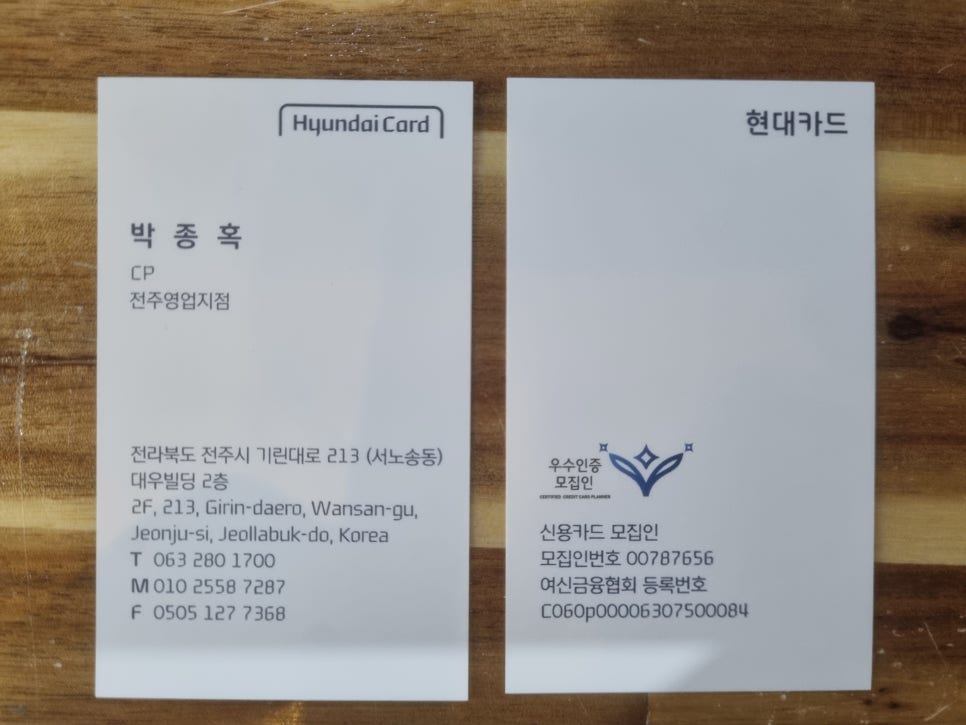 Hyundai Card
박종혹
CP
전주영업지점
전라북도 전주시 기린대로 213 (서노송동)
대우빌딩 2층
2F, 213, Girin-daero, Wansan-gu,
Jeonju-si, Jeollabuk-do, Korea
T 063 280 1700
M 010 2558 7287
F 0505 127 7368
현대카드
우수인증
모집인
CERTIFIED CREDIT CARD PLANNER
신용카드 모집인
모집인번호 00787656
여신금융협회 등록번호
C060p00006307500084